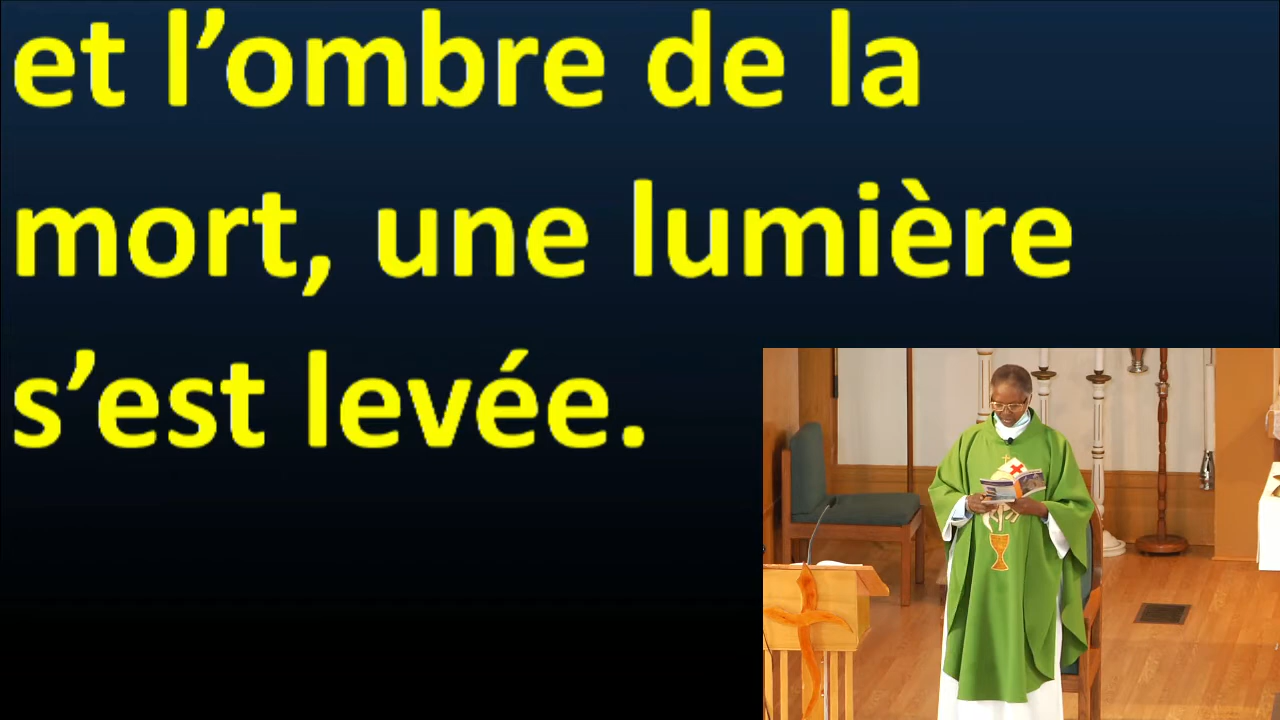 et l’ombre de la
mort, une lumière
s’est levée.